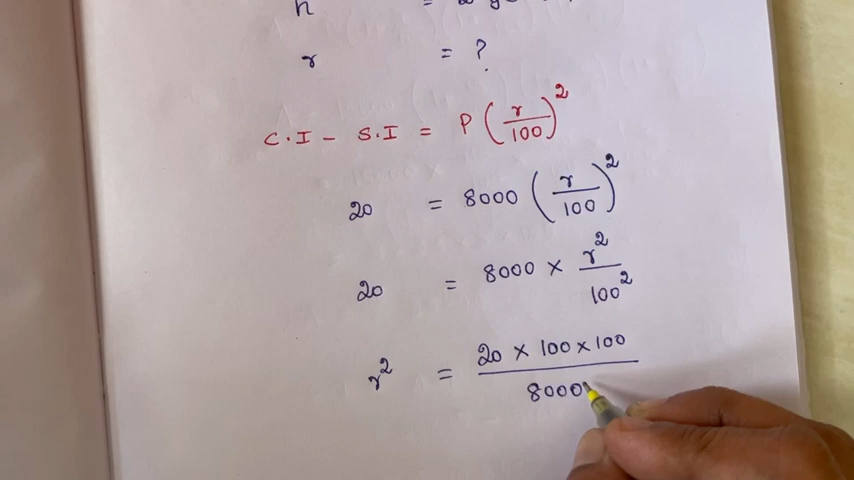 n =
r = ?
C.I - S.I = P (r/100)²
20 = 8000 (r/100)²
20 = 8000 × r²/100²
r² = 20 × 100 × 100 / 8000